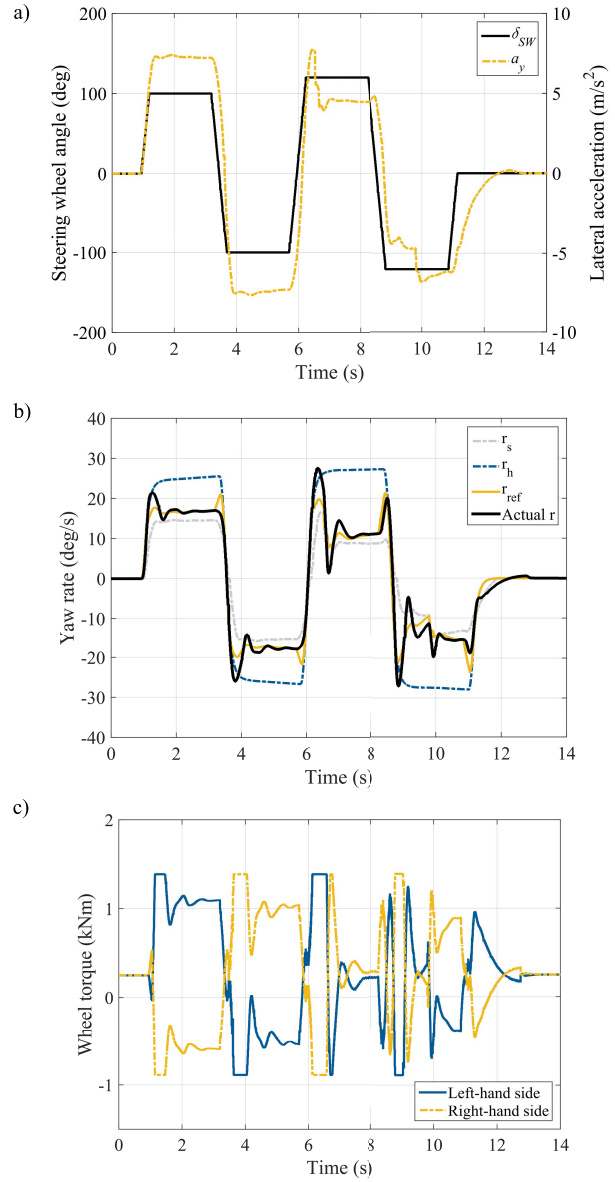 a)
200
100
0
-100
-200
Steering wheel angle (deg)
10
5
0
-5
-10
Lateral acceleration (m/s²)
δSW
ay
0 2 4 6 8 10 12 14
Time (s)
b)
40
30
20
10
0
-10
-20
-30
-40
Yaw rate (deg/s)
rs
rh
rref
Actual r
0 2 4 6 8 10 12 14
Time (s)
c)
2
1
0
-1
Wheel torque (kNm)
Left-hand side
Right-hand side
0 2 4 6 8 10 12 14
Time (s)